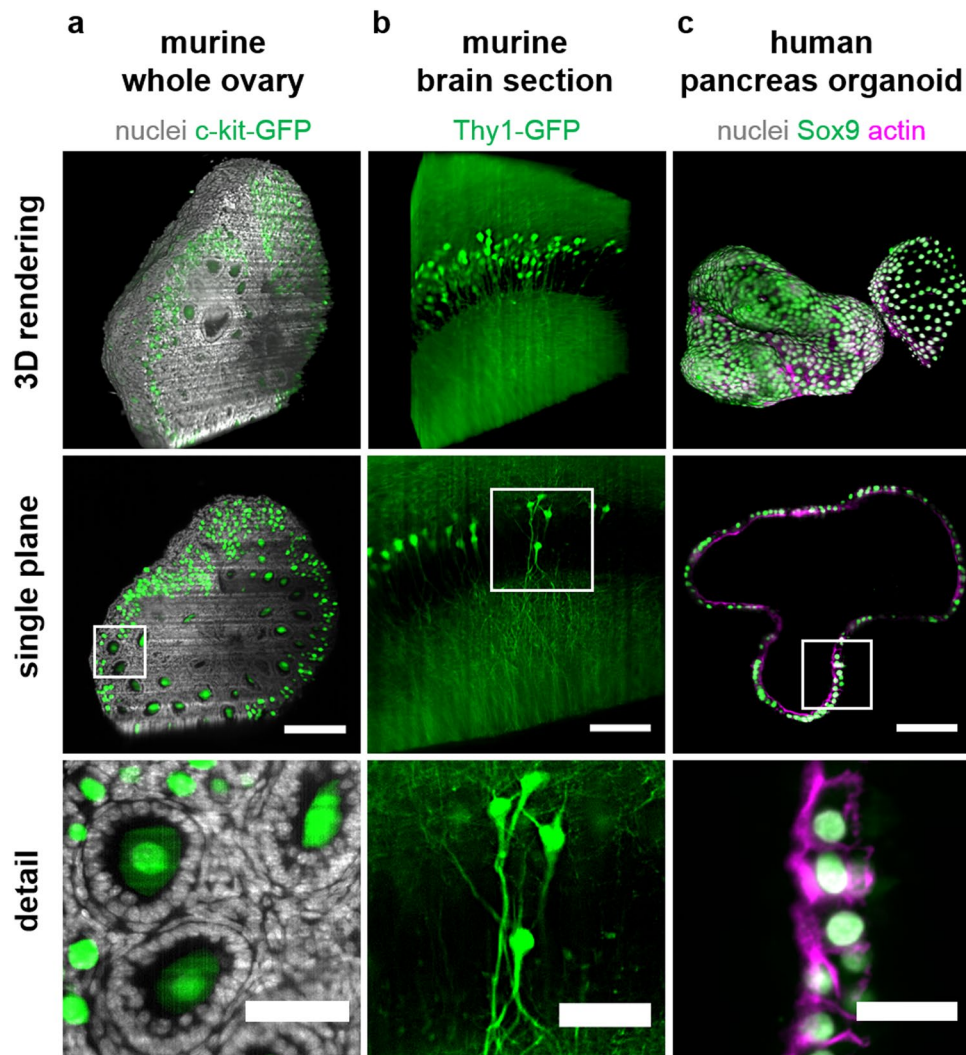 a
murine
whole ovary
nuclei c-kit-GFP
b
murine
brain section
Thy1-GFP
c
human
pancreas organoid
nuclei Sox9 actin
3D rendering
single plane
detail